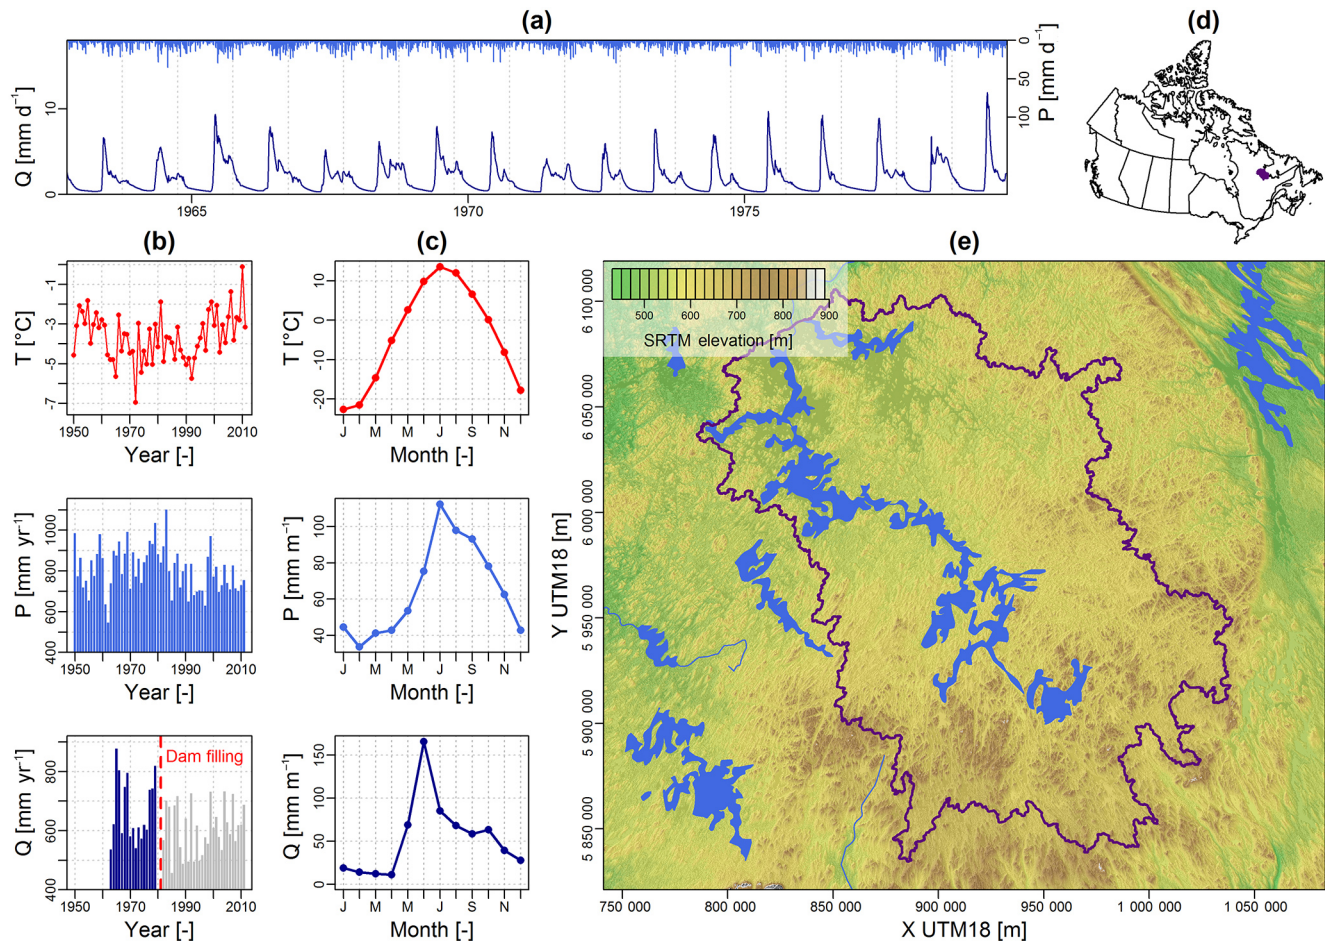 (a)
(d)
Q [mm d⁻¹]
0
10
P [mm d⁻¹]
0
50
100
1965
1970
1975
(b)
(c)
(e)
T [°C]
-1
-3
-5
-7
1950
1970
1990
2010
Year [-]
T [°C]
10
0
-10
-20
J
M
M
J
S
N
Month [-]
P [mm yr⁻¹]
1000
800
600
400
1950
1970
1990
2010
Year [-]
P [mm m⁻¹]
100
80
60
40
J
M
M
J
S
N
Month [-]
Q [mm yr⁻¹]
800
600
400
Dam filling
1950
1970
1990
2010
Year [-]
Q [mm m⁻¹]
150
100
50
0
J
M
M
J
S
N
Month [-]
500
600
700
800
900
SRTM elevation [m]
Y UTM18 [m]
6 100 000
6 050 000
6 000 000
5 950 000
5 900 000
5 850 000
750 000
800 000
850 000
900 000
950 000
1 000 000
1 050 000
X UTM18 [m]